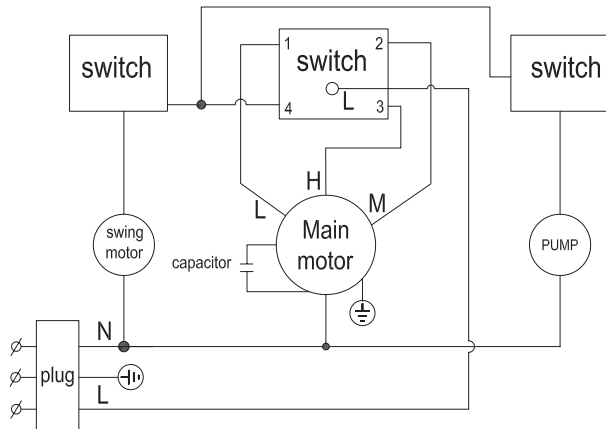 1
2
switch
switch
switch
L
4
3
H
L
M
swing
motor
Main
motor
PUMP
capacitor
N
plug
L